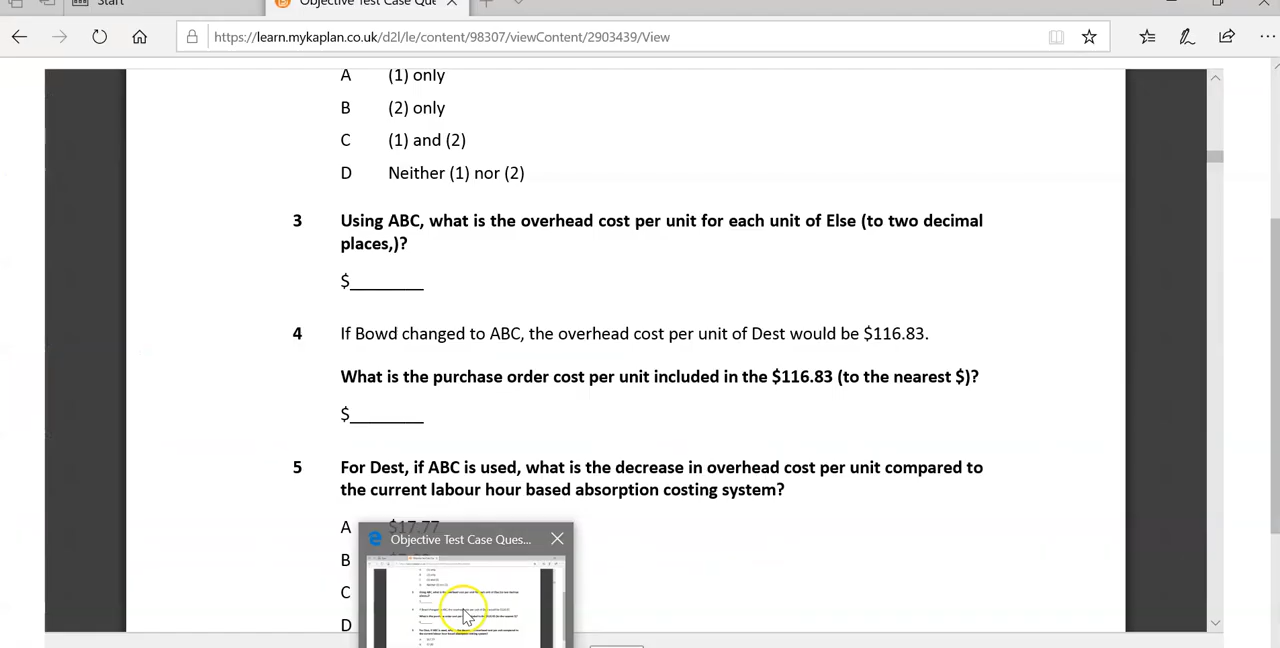 Start
Objective Test Case Que
https://learn.mykaplan.co.uk/d2l/le/content/98307/viewContent/2903439/View
A (1) only
B (2) only
C (1) and (2)
D Neither (1) nor (2)
3 Using ABC, what is the overhead cost per unit for each unit of Else (to two decimal
places,)?
$________
4 If Bowd changed to ABC, the overhead cost per unit of Dest would be $116.83.
What is the purchase order cost per unit included in the $116.83 (to the nearest $)?
$________
5 For Dest, if ABC is used, what is the decrease in overhead cost per unit compared to
the current labour hour based absorption costing system?
A $17.77
Objective Test Case Ques...
B
C
D